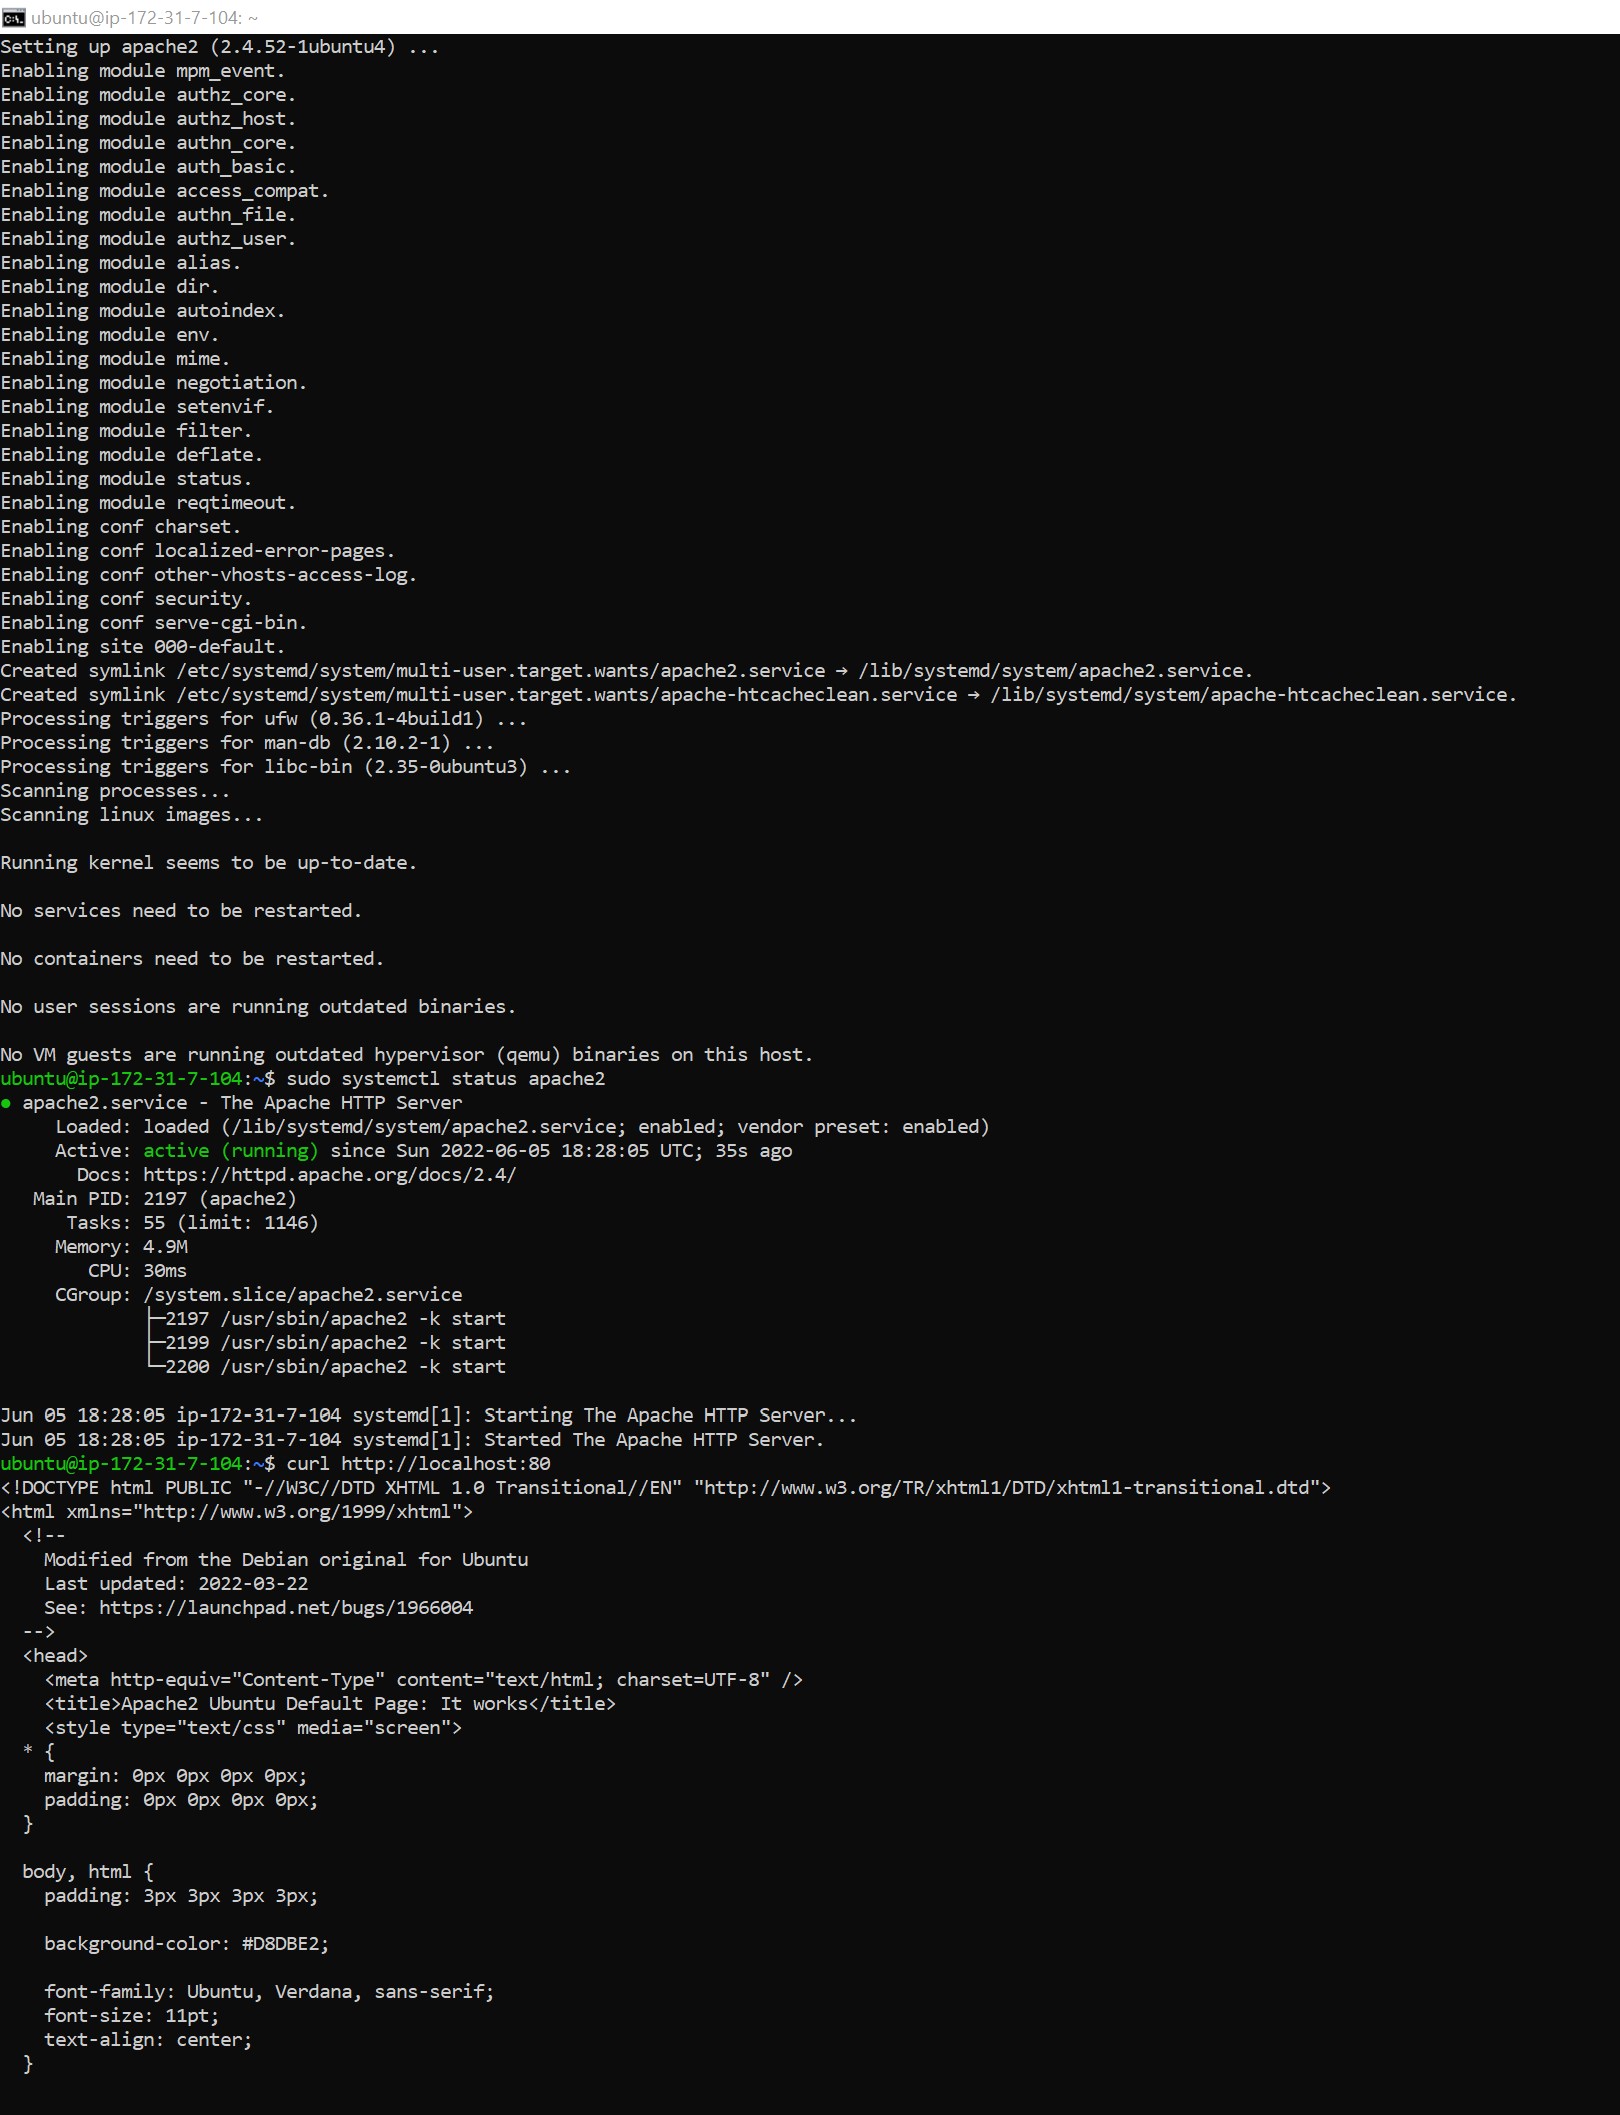 ubuntu@ip-172-31-7-104: ~
Setting up apache2 (2.4.52-1ubuntu4) ...
Enabling module mpm_event.
Enabling module authz_core.
Enabling module authz_host.
Enabling module authn_core.
Enabling module auth_basic.
Enabling module access_compat.
Enabling module authn_file.
Enabling module authz_user.
Enabling module alias.
Enabling module dir.
Enabling module autoindex.
Enabling module env.
Enabling module mime.
Enabling module negotiation.
Enabling module setenvif.
Enabling module filter.
Enabling module deflate.
Enabling module status.
Enabling module reqtimeout.
Enabling conf charset.
Enabling conf localized-error-pages.
Enabling conf other-vhosts-access-log.
Enabling conf security.
Enabling conf serve-cgi-bin.
Enabling site 000-default.
Created symlink /etc/systemd/system/multi-user.target.wants/apache2.service → /lib/systemd/system/apache2.service.
Created symlink /etc/systemd/system/multi-user.target.wants/apache-htcacheclean.service → /lib/systemd/system/apache-htcacheclean.service.
Processing triggers for ufw (0.36.1-4build1) ...
Processing triggers for man-db (2.10.2-1) ...
Processing triggers for libc-bin (2.35-0ubuntu3) ...
Scanning processes...
Scanning linux images...

Running kernel seems to be up-to-date.

No services need to be restarted.

No containers need to be restarted.

No user sessions are running outdated binaries.

No VM guests are running outdated hypervisor (qemu) binaries on this host.
ubuntu@ip-172-31-7-104:~$ sudo systemctl status apache2
● apache2.service - The Apache HTTP Server
     Loaded: loaded (/lib/systemd/system/apache2.service; enabled; vendor preset: enabled)
     Active: active (running) since Sun 2022-06-05 18:28:05 UTC; 35s ago
       Docs: https://httpd.apache.org/docs/2.4/
   Main PID: 2197 (apache2)
      Tasks: 55 (limit: 1146)
     Memory: 4.9M
        CPU: 30ms
     CGroup: /system.slice/apache2.service
             ├─2197 /usr/sbin/apache2 -k start
             ├─2199 /usr/sbin/apache2 -k start
             └─2200 /usr/sbin/apache2 -k start

Jun 05 18:28:05 ip-172-31-7-104 systemd[1]: Starting The Apache HTTP Server...
Jun 05 18:28:05 ip-172-31-7-104 systemd[1]: Started The Apache HTTP Server.
ubuntu@ip-172-31-7-104:~$ curl http://localhost:80
<!DOCTYPE html PUBLIC "-//W3C//DTD XHTML 1.0 Transitional//EN" "http://www.w3.org/TR/xhtml1/DTD/xhtml1-transitional.dtd">
<html xmlns="http://www.w3.org/1999/xhtml">
  <!--
    Modified from the Debian original for Ubuntu
    Last updated: 2022-03-22
    See: https://launchpad.net/bugs/1966004
  -->
  <head>
    <meta http-equiv="Content-Type" content="text/html; charset=UTF-8" />
    <title>Apache2 Ubuntu Default Page: It works</title>
    <style type="text/css" media="screen">
  * {
    margin: 0px 0px 0px 0px;
    padding: 0px 0px 0px 0px;
  }

  body, html {
    padding: 3px 3px 3px 3px;

    background-color: #D8DBE2;

    font-family: Ubuntu, Verdana, sans-serif;
    font-size: 11pt;
    text-align: center;
  }